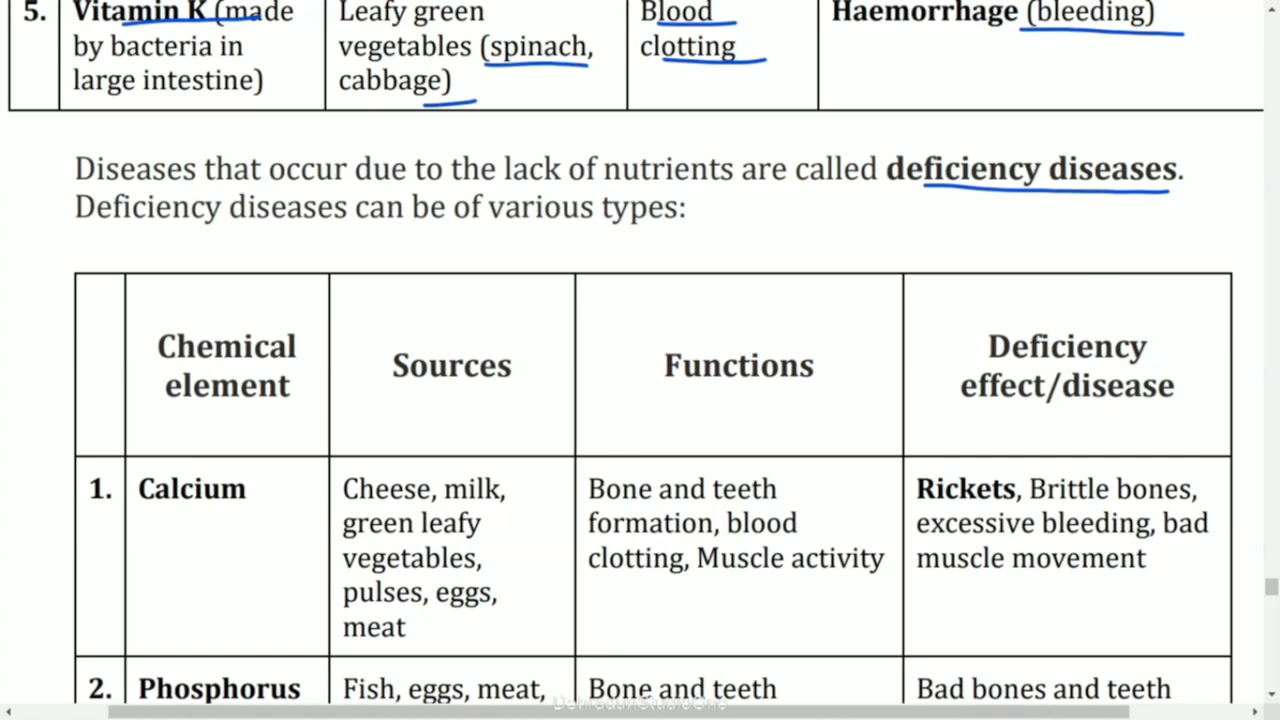 5. Vitamin K (made by bacteria in large intestine) Leafy green vegetables (spinach, cabbage) Blood clotting Haemorrhage (bleeding)
Diseases that occur due to the lack of nutrients are called deficiency diseases.
Deficiency diseases can be of various types:
Chemical element Sources Functions Deficiency effect/disease
1. Calcium Cheese, milk, green leafy vegetables, pulses, eggs, meat Bone and teeth formation, blood clotting, Muscle activity Rickets, Brittle bones, excessive bleeding, bad muscle movement
2. Phosphorus Fish, eggs, meat, Bone and teeth Bad bones and teeth